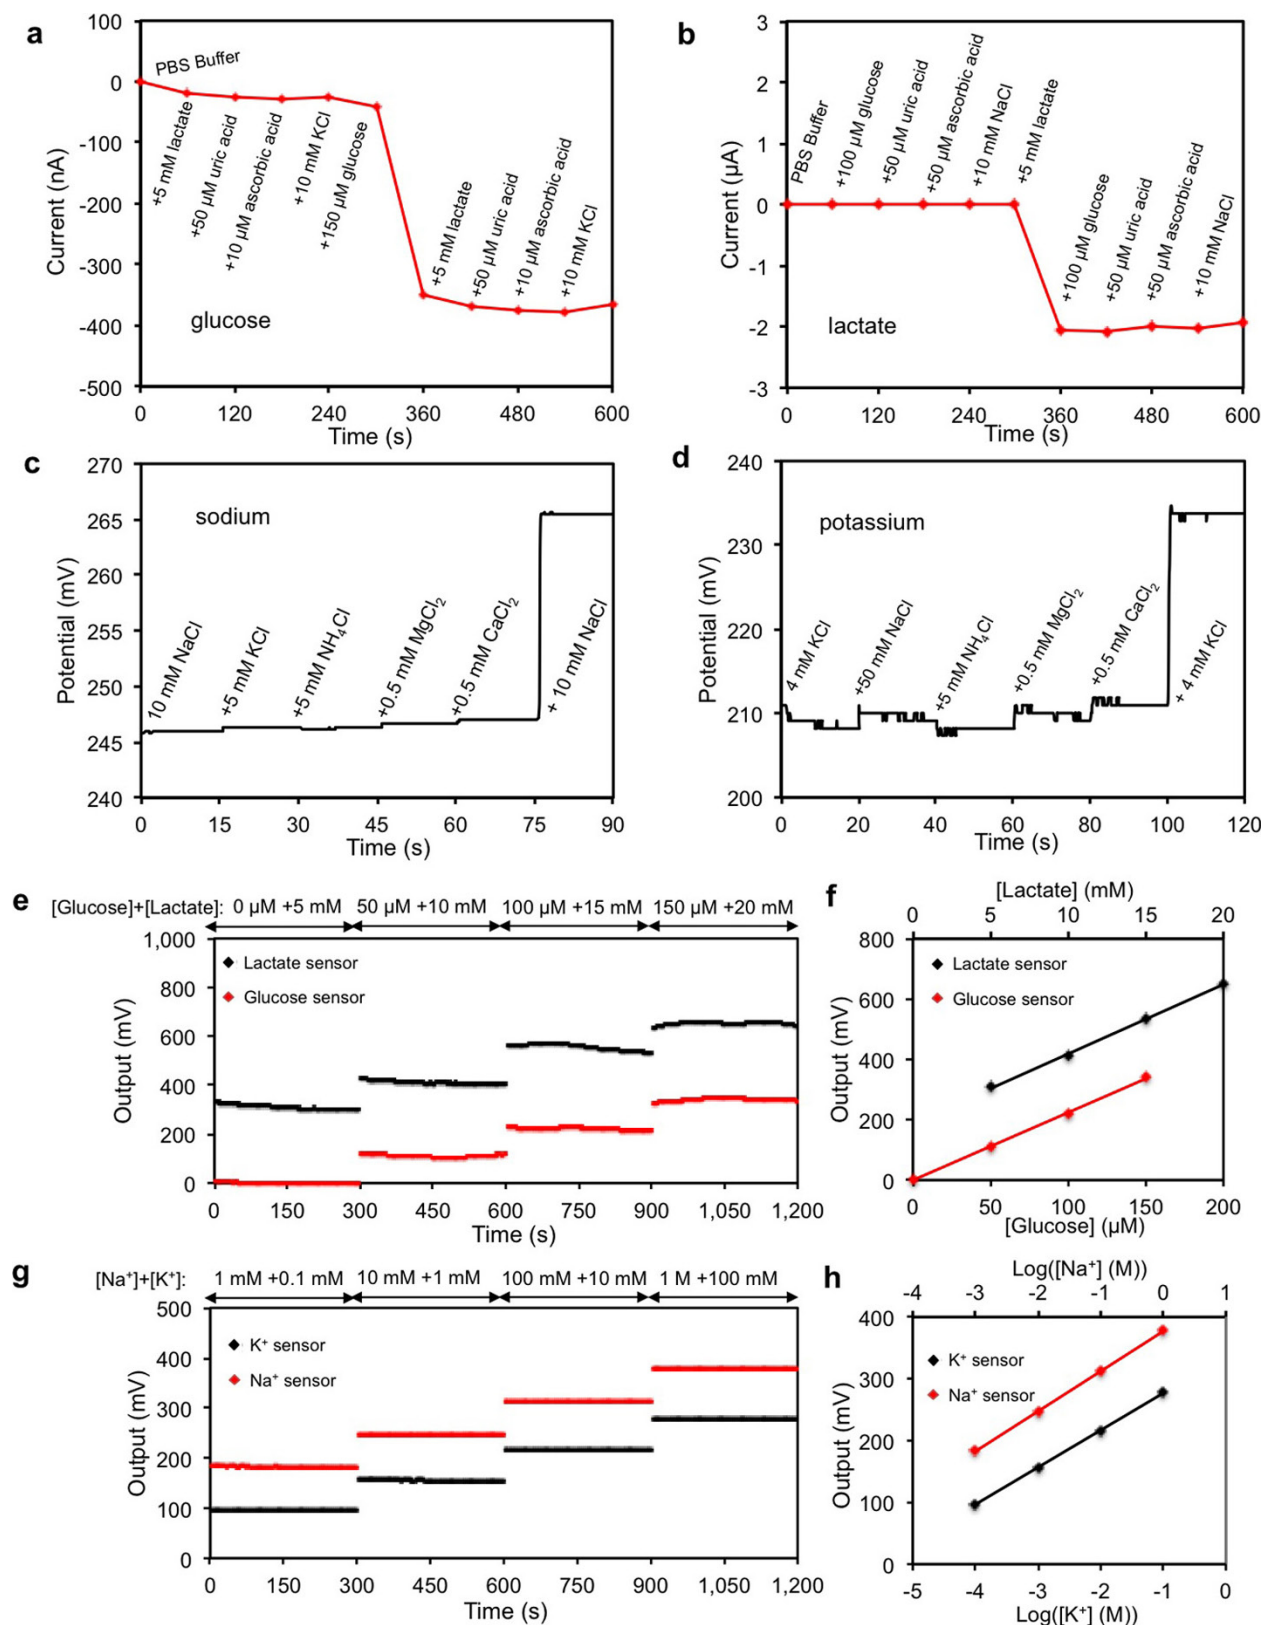 a
100
0
-100
-200
-300
-400
-500
Current (nA)
PBS Buffer
+5 mM lactate
+50 µM uric acid
+10 µM ascorbic acid
+10 mM KCl
+150 µM glucose
+5 mM lactate
+50 µM uric acid
+10 µM ascorbic acid
+10 mM KCl
glucose
0 120 240 360 480 600
Time (s)
b
3
2
1
0
-1
-2
-3
Current (µA)
PBS Buffer
+100 µM glucose
+50 µM uric acid
+50 µM ascorbic acid
+10 mM NaCl
+5 mM lactate
+100 µM glucose
+50 µM uric acid
+50 µM ascorbic acid
+10 mM NaCl
lactate
0 120 240 360 480 600
Time (s)
c
270
265
260
255
250
245
240
Potential (mV)
sodium
10 mM NaCl
+5 mM KCl
+5 mM NH₄Cl
+0.5 mM MgCl₂
+0.5 mM CaCl₂
+ 10 mM NaCl
0 15 30 45 60 75 90
Time (s)
d
240
230
220
210
200
Potential (mV)
potassium
4 mM KCl
+50 mM NaCl
+5 mM NH₄Cl
+0.5 mM MgCl₂
+0.5 mM CaCl₂
+ 4 mM KCl
0 20 40 60 80 100 120
Time (s)
e
[Glucose]+[Lactate]: 0 µM +5 mM 50 µM +10 mM 100 µM +15 mM 150 µM +20 mM
1,000
800
600
400
200
0
Output (mV)
Lactate sensor
Glucose sensor
0 150 300 450 600 750 900 1,050 1,200
Time (s)
f
[Lactate] (mM)
0 5 10 15 20
800
600
400
200
0
Output (mV)
Lactate sensor
Glucose sensor
0 50 100 150 200
[Glucose] (µM)
g
[Na⁺]+[K⁺]: 1 mM +0.1 mM 10 mM +1 mM 100 mM +10 mM 1 M +100 mM
500
400
300
200
100
0
Output (mV)
K⁺ sensor
Na⁺ sensor
0 150 300 450 600 750 900 1,050 1,200
Time (s)
h
Log([Na⁺] (M))
-4 -3 -2 -1 0 1
400
300
200
100
0
Output (mV)
K⁺ sensor
Na⁺ sensor
-5 -4 -3 -2 -1 0
Log([K⁺] (M))